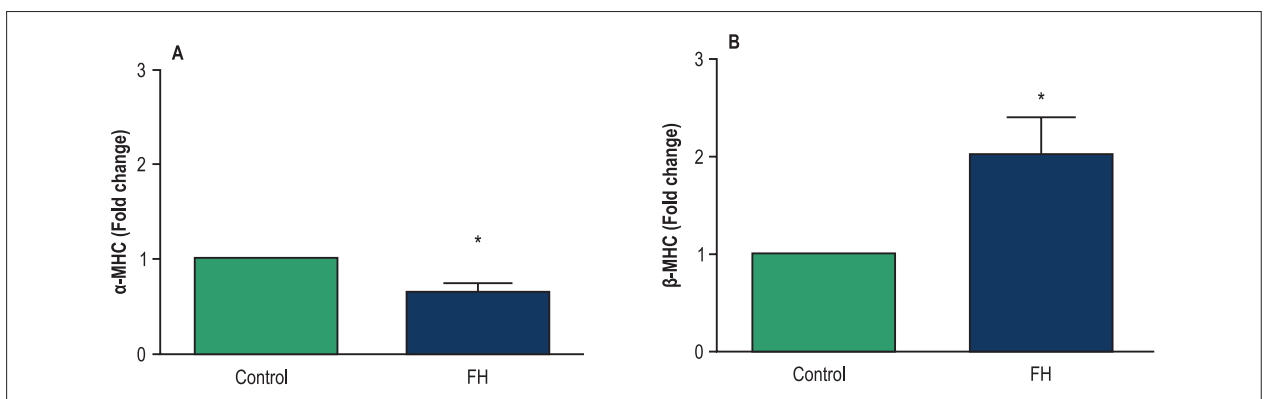 A
3
2
1
0
α-MHC (Fold change)
*
Control
FH
B
3
2
1
0
β-MHC (Fold change)
*
Control
FH